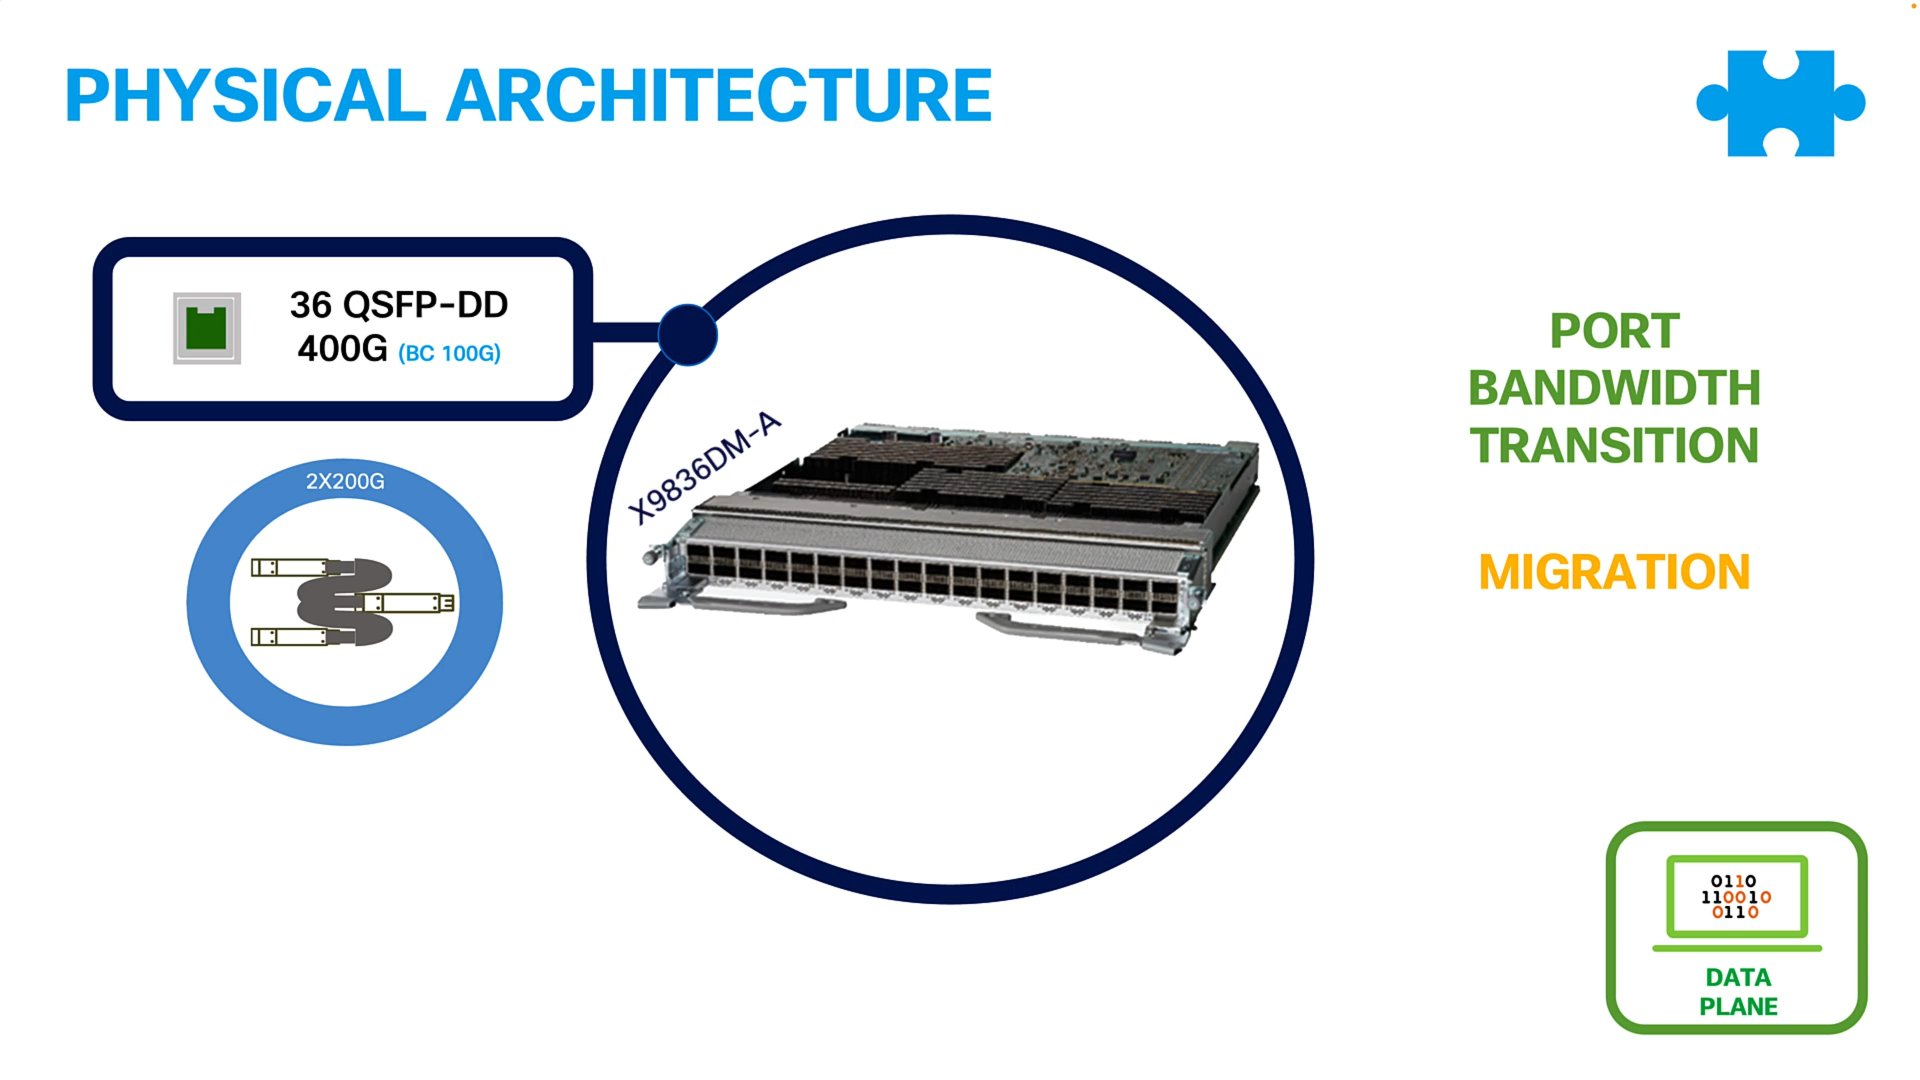 PHYSICAL ARCHITECTURE
36 QSFP-DD
400G (BC 100G)
2X200G
X9836DM-A
PORT
BANDWIDTH
TRANSITION
MIGRATION
0110
110010
0110
DATA
PLANE